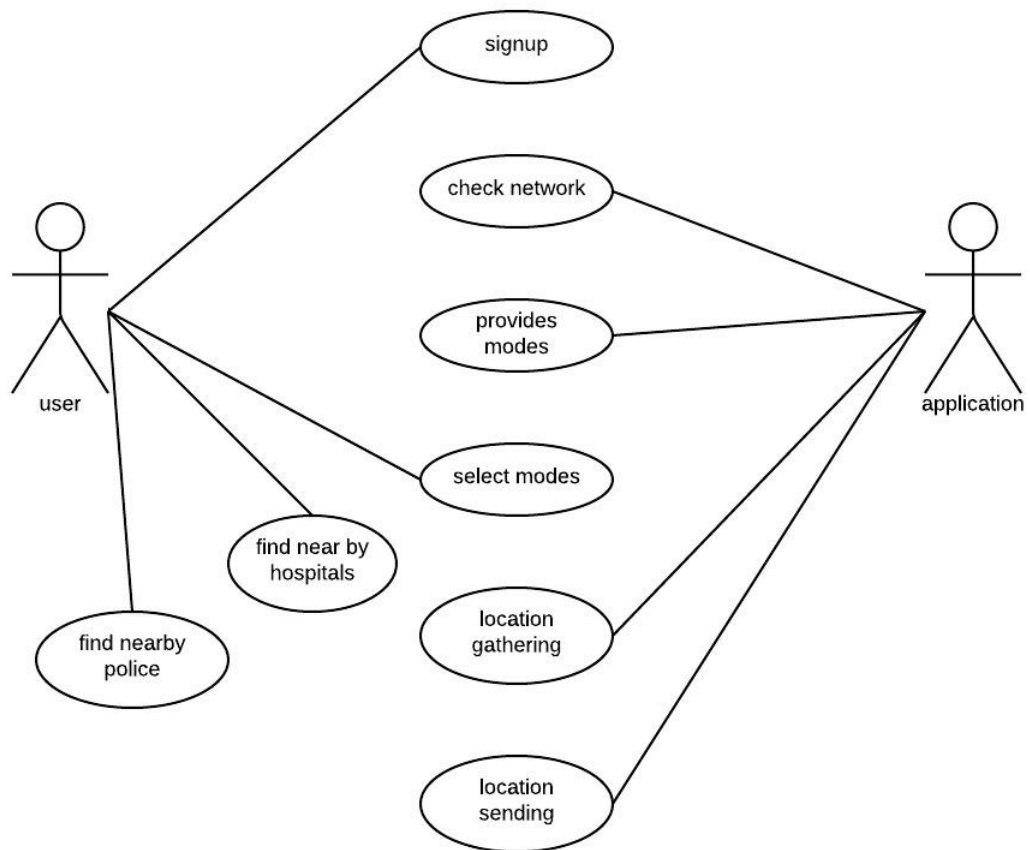 signup
check network
provides
modes
user
application
select modes
find near by
hospitals
location
gathering
find nearby
police
location
sending